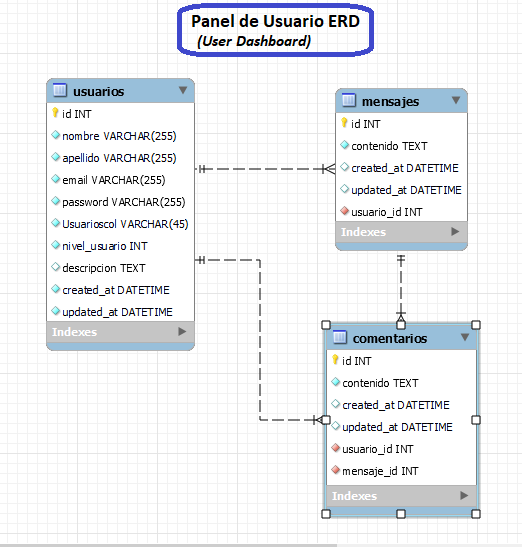 Panel de Usuario ERD
(User Dashboard)
usuarios
id INT
nombre VARCHAR(255)
apellido VARCHAR(255)
email VARCHAR(255)
password VARCHAR(255)
Usuarioscol VARCHAR(45)
nivel_usuario INT
descripcion TEXT
created_at DATETIME
updated_at DATETIME
Indexes
mensajes
id INT
contenido TEXT
created_at DATETIME
updated_at DATETIME
usuario_id INT
Indexes
comentarios
id INT
contenido TEXT
created_at DATETIME
updated_at DATETIME
usuario_id INT
mensaje_id INT
Indexes